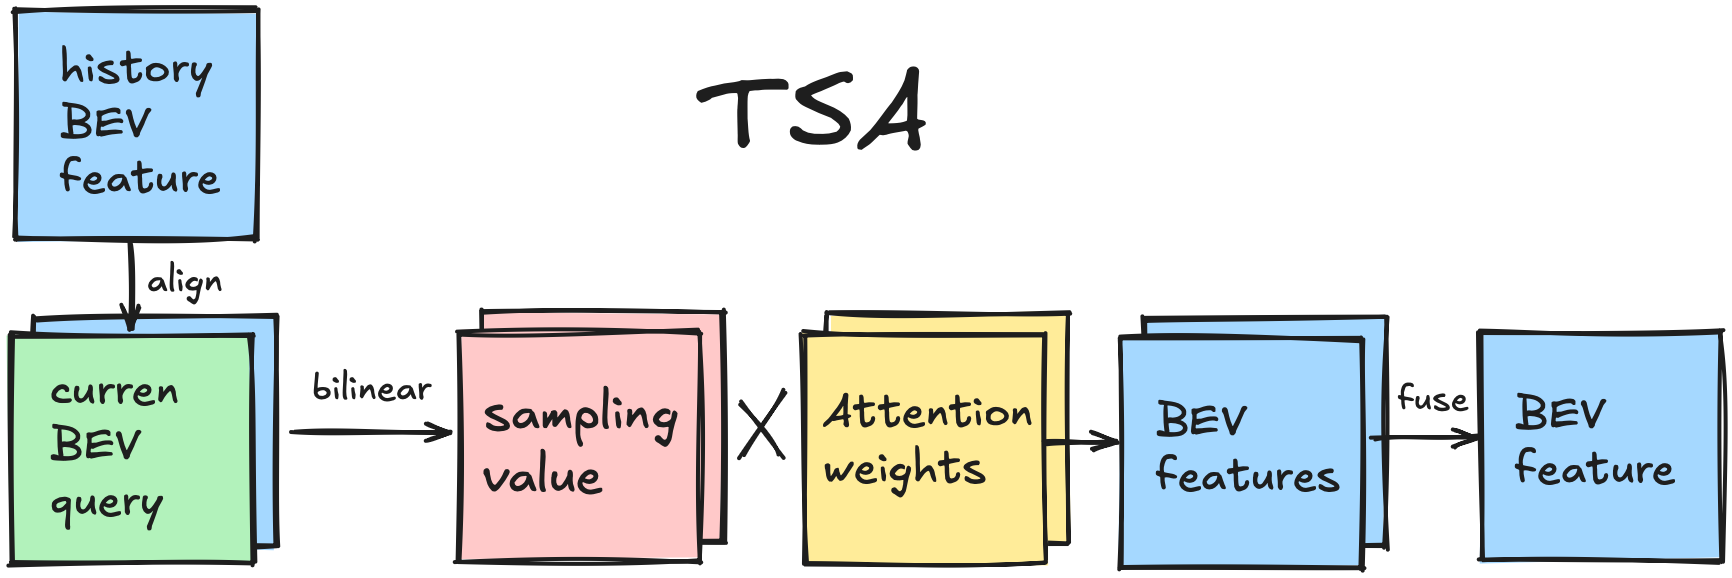 TSA
history
BEV
feature
align
curren
BEV
query
bilinear
sampling
value
Attention
weights
BEV
features
fuse
BEV
feature